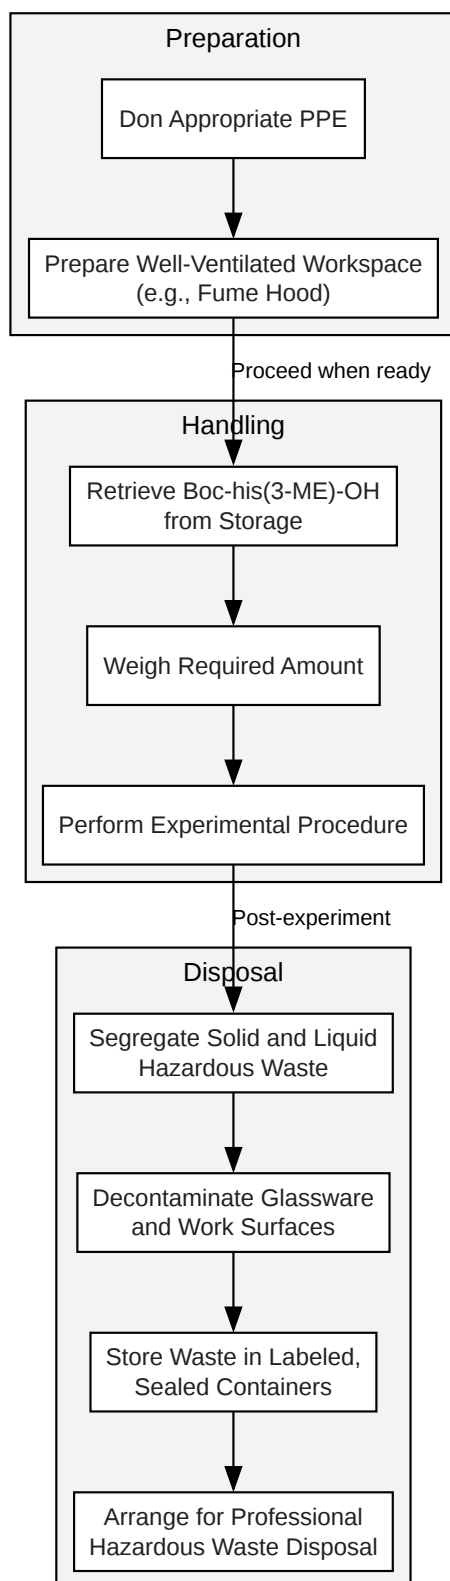 Preparation
Don Appropriate PPE
Prepare Well-Ventilated Workspace
(e.g., Fume Hood)
Proceed when ready
Handling
Retrieve Boc-his(3-ME)-OH
from Storage
Weigh Required Amount
Perform Experimental Procedure
Post-experiment
Disposal
Segregate Solid and Liquid
Hazardous Waste
Decontaminate Glassware
and Work Surfaces
Store Waste in Labeled,
Sealed Containers
Arrange for Professional
Hazardous Waste Disposal